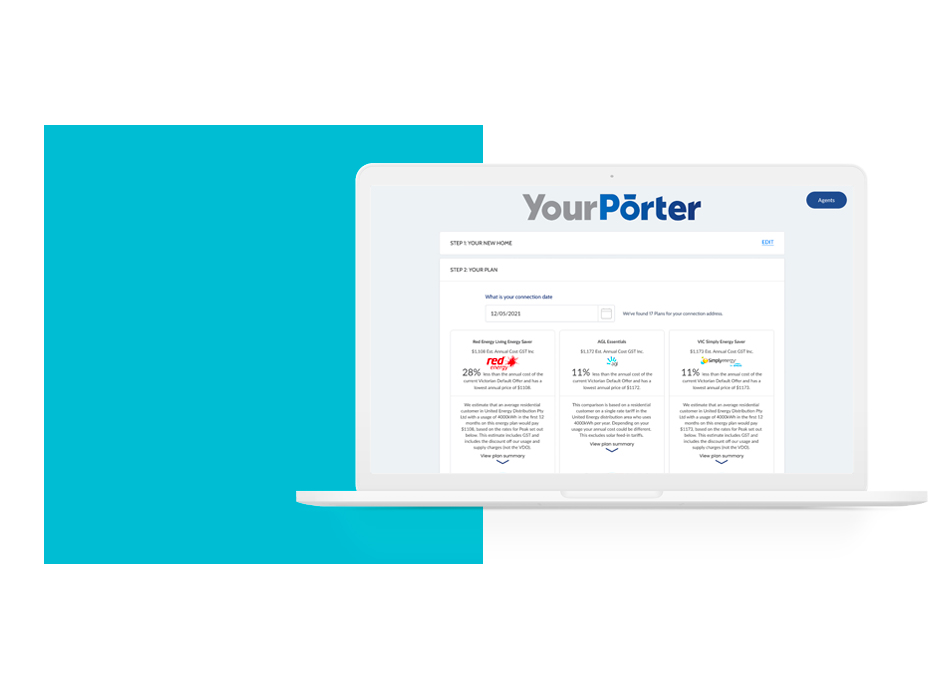 YourPōrter
Agents
STEP 1: YOUR NEW HOME
EDIT
STEP 2: YOUR PLAN
What is your connection date
12/05/2021
We've found 17 Plans for your connection address.
Red Energy Living Energy Saver
$1,108 Est. Annual Cost GST Inc
red
energy
28% less than the annual cost of the
current Victorian Default Offer and has a
lowest annual price of $1108.
We estimate that an average residential
customer in United Energy Distribution Pty
Ltd with a usage of 4000kWh in the first 12
months on this energy plan would pay
$1108, based on the rates for Peak set out
below. This estimate includes GST and
includes the discount off our usage and
supply charges (not the VDO).
View plan summary
AGL Essentials
$1,172 Est. Annual Cost GST Inc.
agl
11% less than the annual cost of the
current Victorian Default Offer and has a
lowest annual price of $1172.
This comparison is based on a residential
customer on a single rate tariff in the
United Energy distribution area who uses
4000kWh per year. Depending on your
usage your annual cost could be different.
This excludes solar feed in tariffs
View plan summary
VIC Simply Energy Saver
$1,173 Est. Annual Cost GST Inc.
simplyenergy
11% less than the annual cost of the
current Victorian Default Offer and has a
lowest annual price of $1173.
We estimate that an average residential
customer in United Energy Distribution Pty
Ltd with a usage of 4000kWh in the first 12
months on this energy plan would pay
$1173, based on the rates for Peak set out
below. This estimate includes GST and
includes the discount off our usage and
supply charges (not the VDO).
View plan summary